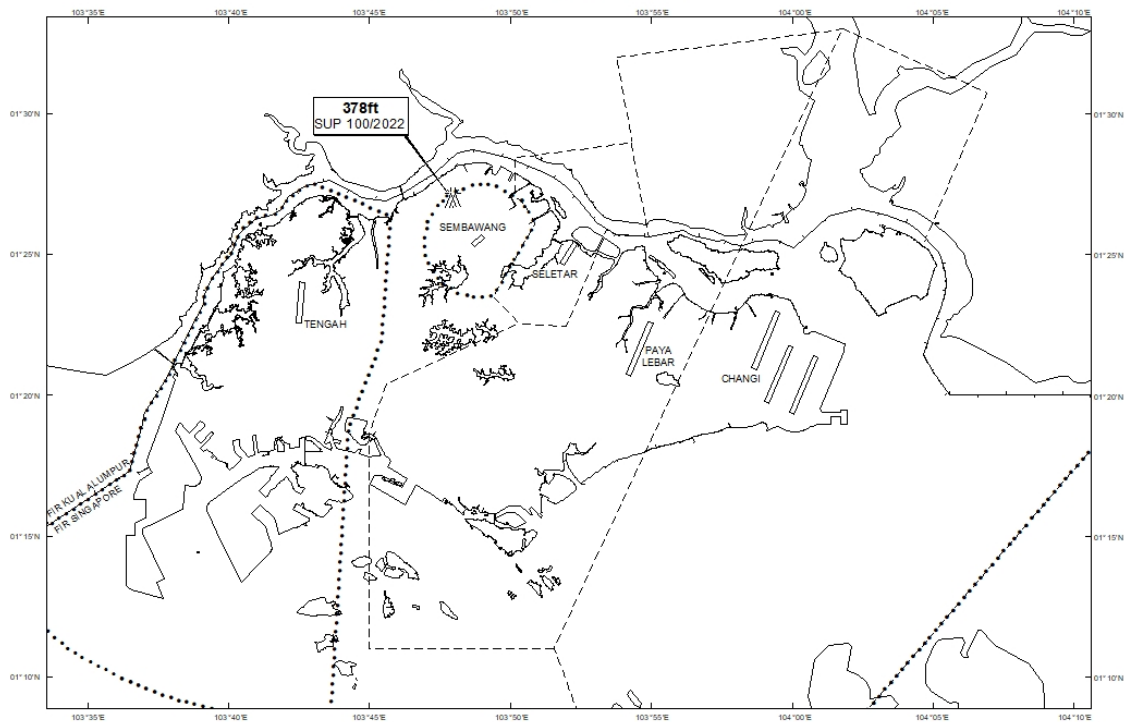 103°35'E 103°40'E 103°45'E 103°50'E 103°55'E 104°00'E 104°05'E 104°10'E
01°30'N 01°30'N
378ft
SUP 100/2022
SEMBAWANG
01°25'N 01°25'N
SELETAR
TENGAH
PAYA
LEBAR
CHANGI
01°20'N 01°20'N
FIR KUAL ALUMPUR
FIR SINGAPORE
01°15'N 01°15'N
01°10'N 01°10'N
103°35'E 103°40'E 103°45'E 103°50'E 103°55'E 104°00'E 104°05'E 104°10'E